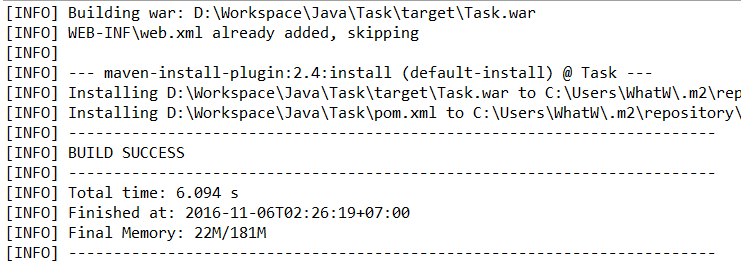 [INFO] Building war: D:\Workspace\Java\Task\target\Task.war
[INFO] WEB-INF\web.xml already added, skipping
[INFO]
[INFO] --- maven-install-plugin:2.4:install (default-install) @ Task ---
[INFO] Installing D:\Workspace\Java\Task\target\Task.war to C:\Users\WhatW\.m2\rep
[INFO] Installing D:\Workspace\Java\Task\pom.xml to C:\Users\WhatW\.m2\repository\
[INFO] ------------------------------------------------------------------------
[INFO] BUILD SUCCESS
[INFO] ------------------------------------------------------------------------
[INFO] Total time: 6.094 s
[INFO] Finished at: 2016-11-06T02:26:19+07:00
[INFO] Final Memory: 22M/181M
[INFO] ------------------------------------------------------------------------